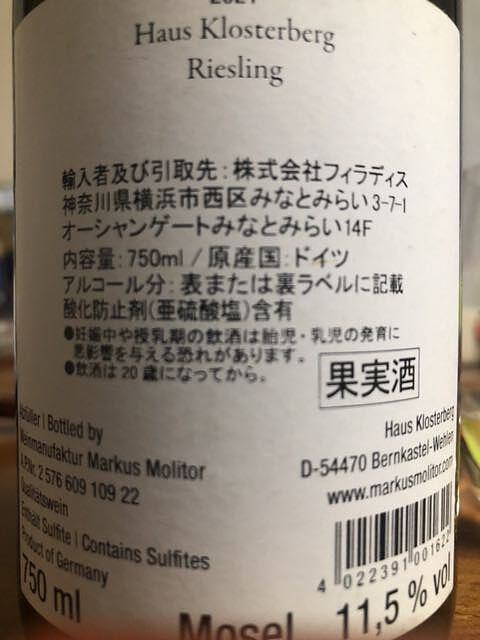 2021
Haus Klosterberg
Riesling
輸入者及び引取先：株式会社フィラディス
神奈川県横浜市西区みなとみらい3-7-1
オーシャンゲートみなとみらい14F
内容量：750ml / 原産国：ドイツ
アルコール分：表または裏ラベルに記載
酸化防止剤(亜硫酸塩)含有
●妊娠中や授乳期の飲酒は胎児・乳児の発育に
悪影響を与える恐れがあります。
●飲酒は20歳になってから。
果実酒
Abfüller | Bottled by
Weinmanufaktur Markus Molitor
A.P.Nr. 2 576 609 109 22
Qualitätswein
Enthält Sulfite | Contains Sulfites
Product of Germany
750 ml
Haus Klosterberg
D-54470 Bernkastel-Wehlen
www.markusmolitor.com
4 022391 001622
Mosel
11,5 % vol